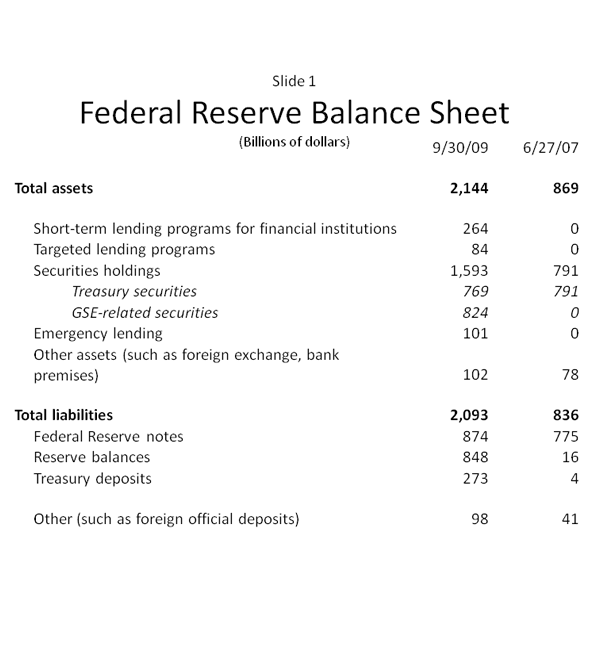 Slide 1
Federal Reserve Balance Sheet
(Billions of dollars)
9/30/09 6/27/07
Total assets 2,144 869
Short-term lending programs for financial institutions 264 0
Targeted lending programs 84 0
Securities holdings 1,593 791
Treasury securities 769 791
GSE-related securities 824 0
Emergency lending 101 0
Other assets (such as foreign exchange, bank
premises) 102 78
Total liabilities 2,093 836
Federal Reserve notes 874 775
Reserve balances 848 16
Treasury deposits 273 4
Other (such as foreign official deposits) 98 41